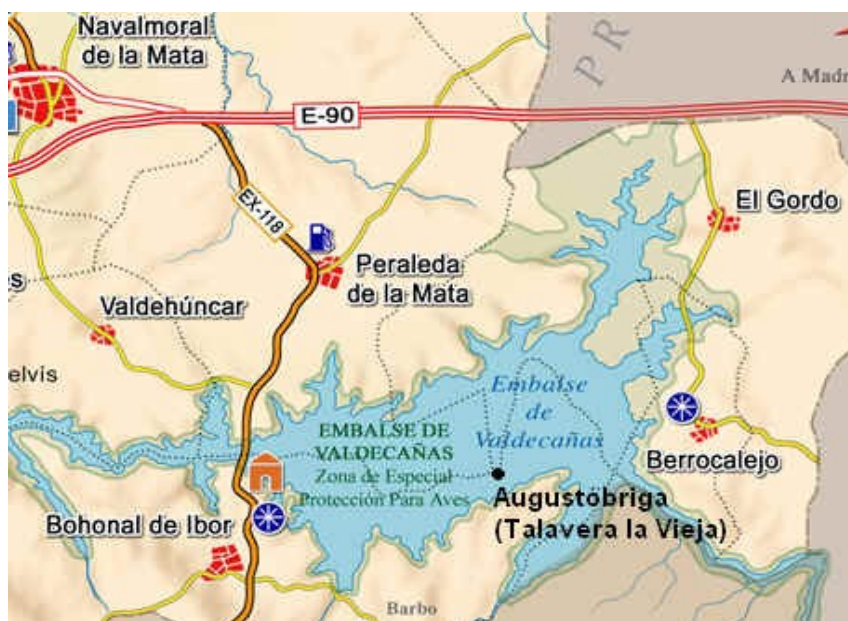 Navalmoral
de la Mata
P R
A Madr
E-90
EX-118
El Gordo
Peraleda
de la Mata
Valdehúncar
os
elvis
Embalse
de
Valdecañas
EMBALSE DE
VALDECAÑAS
Zona de Especial
Protección Para Aves
Berrocalejo
Augustóbriga
(Talavera la Vieja)
Bohonal de Ibor
Barbo